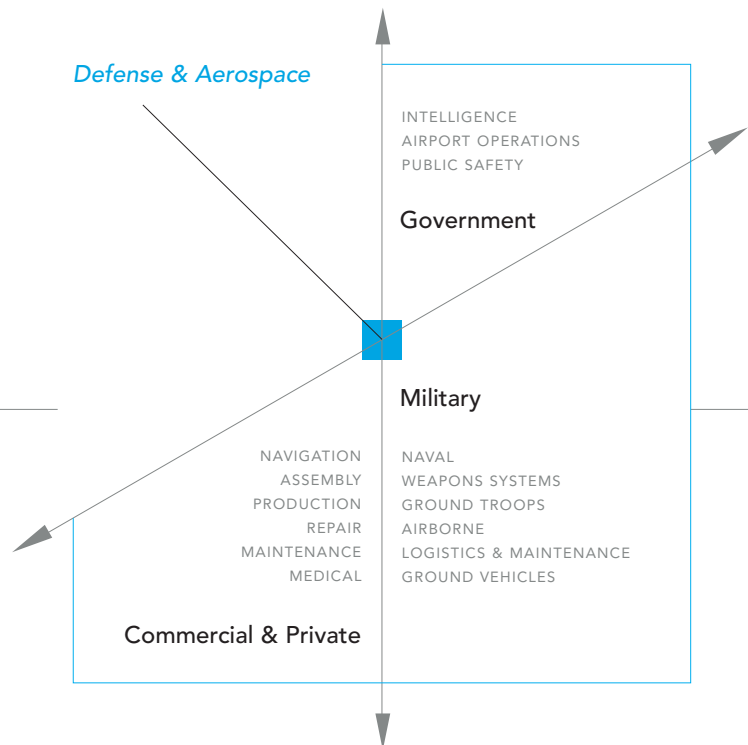 Defense & Aerospace
INTELLIGENCE
AIRPORT OPERATIONS
PUBLIC SAFETY
Government
Military
NAVIGATION
ASSEMBLY
PRODUCTION
REPAIR
MAINTENANCE
MEDICAL
Commercial & Private
NAVAL
WEAPONS SYSTEMS
GROUND TROOPS
AIRBORNE
LOGISTICS & MAINTENANCE
GROUND VEHICLES